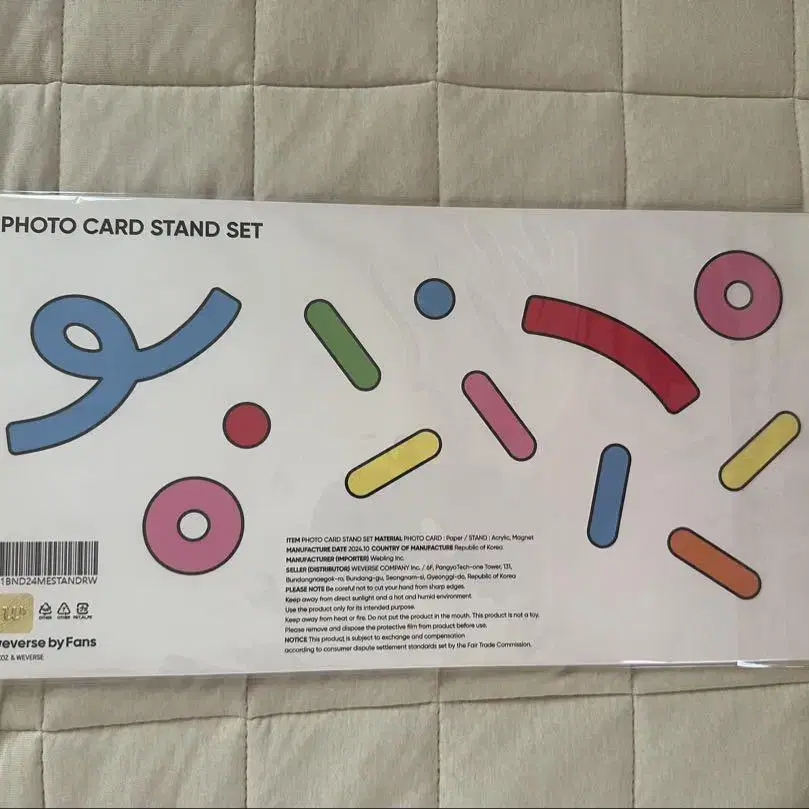 PHOTO CARD STAND SET
1BND24MESTANDRW
OTHER OTHER PET.AL.PS
everse by Fans
OZ & WEVERSE
ITEM PHOTO CARD STAND SET MATERIAL PHOTO CARD : Paper / STAND : Acrylic, Magnet
MANUFACTURE DATE 2024.10 COUNTRY OF MANUFACTURE Republic of Korea
MANUFACTURER (IMPORTER) Webling Inc.
SELLER (DISTRIBUTOR) WEVERSE COMPANY Inc. / 6F, PangyoTech-one Tower, 131,
Bundangnaegok-ro, Bundang-gu, Seongnam-si, Gyeonggi-do, Republic of Korea
PLEASE NOTE Be careful not to cut your hand from sharp edges.
Keep away from direct sunlight and a hot and humid environment.
Use the product only for its intended purpose.
Keep away from heat or fire. Do not put the product in the mouth. This product is not a toy.
Please remove and dispose the protective film from product before use.
NOTICE This product is subject to exchange and compensation
according to consumer dispute settlement standards set by the Fair Trade Commission.